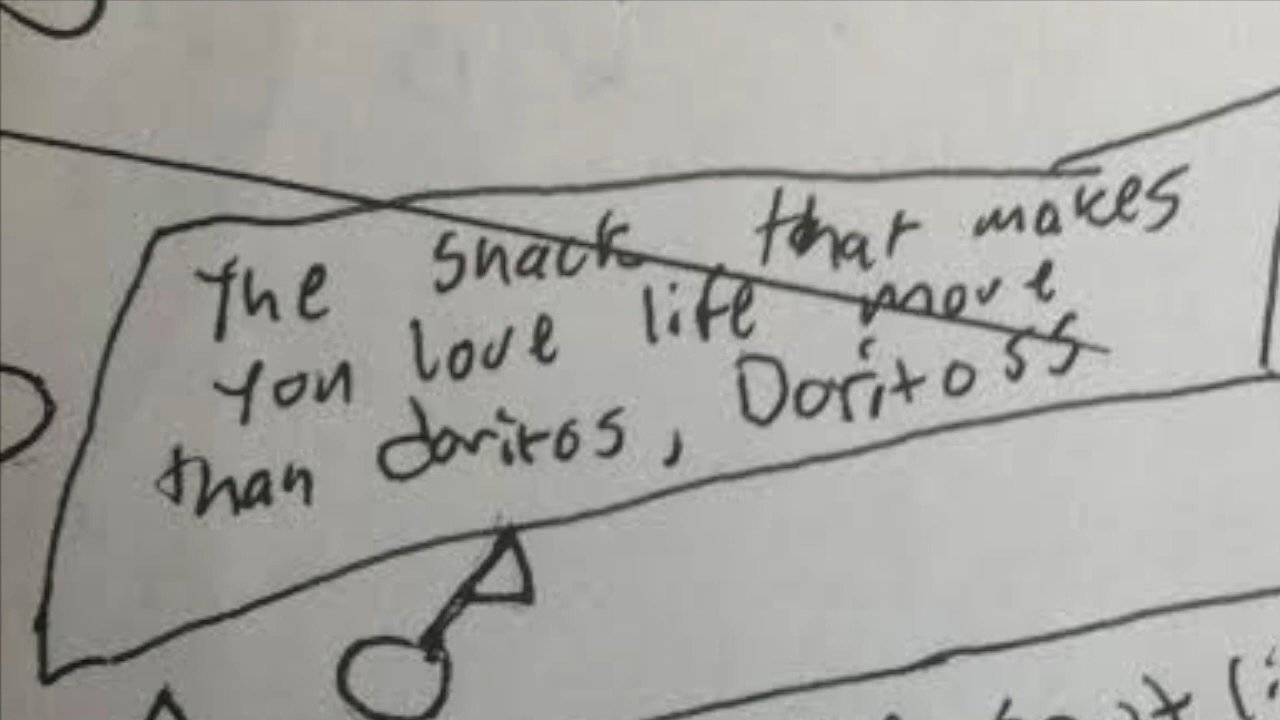 The snack that makes
you love life more
than doritos, Doritoss